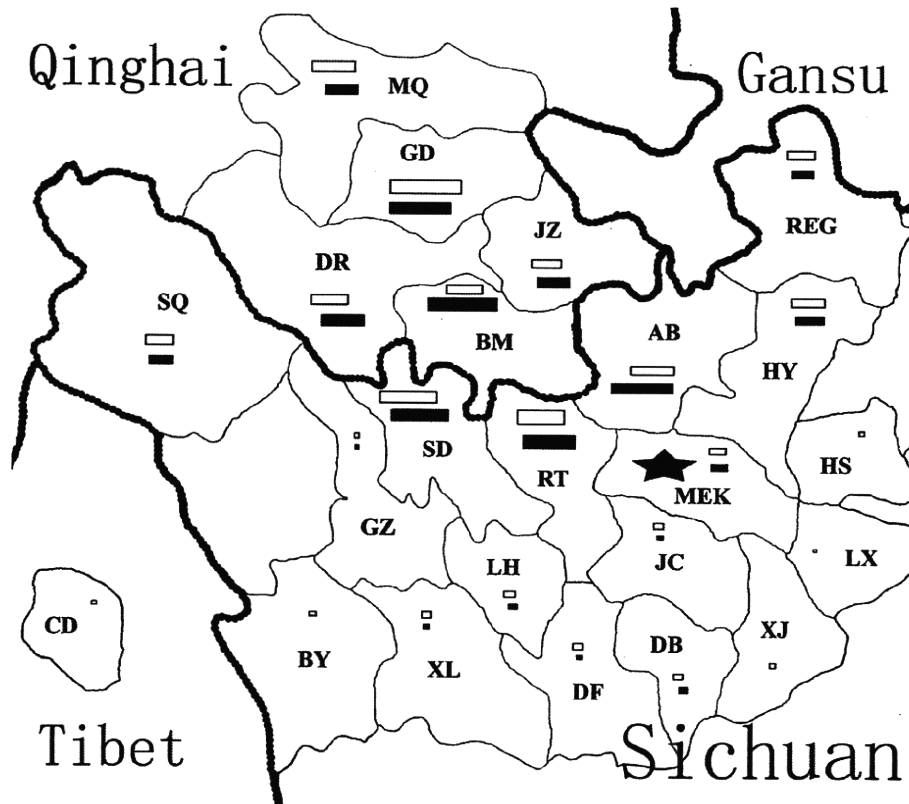 Qinghai
Gansu
MQ
GD
REG
JZ
DR
SQ
AB
BM
HY
SD
HS
RT
MEK
GZ
LX
JC
LH
CD
XJ
DB
BY
XL
DF
Tibet
Sichuan